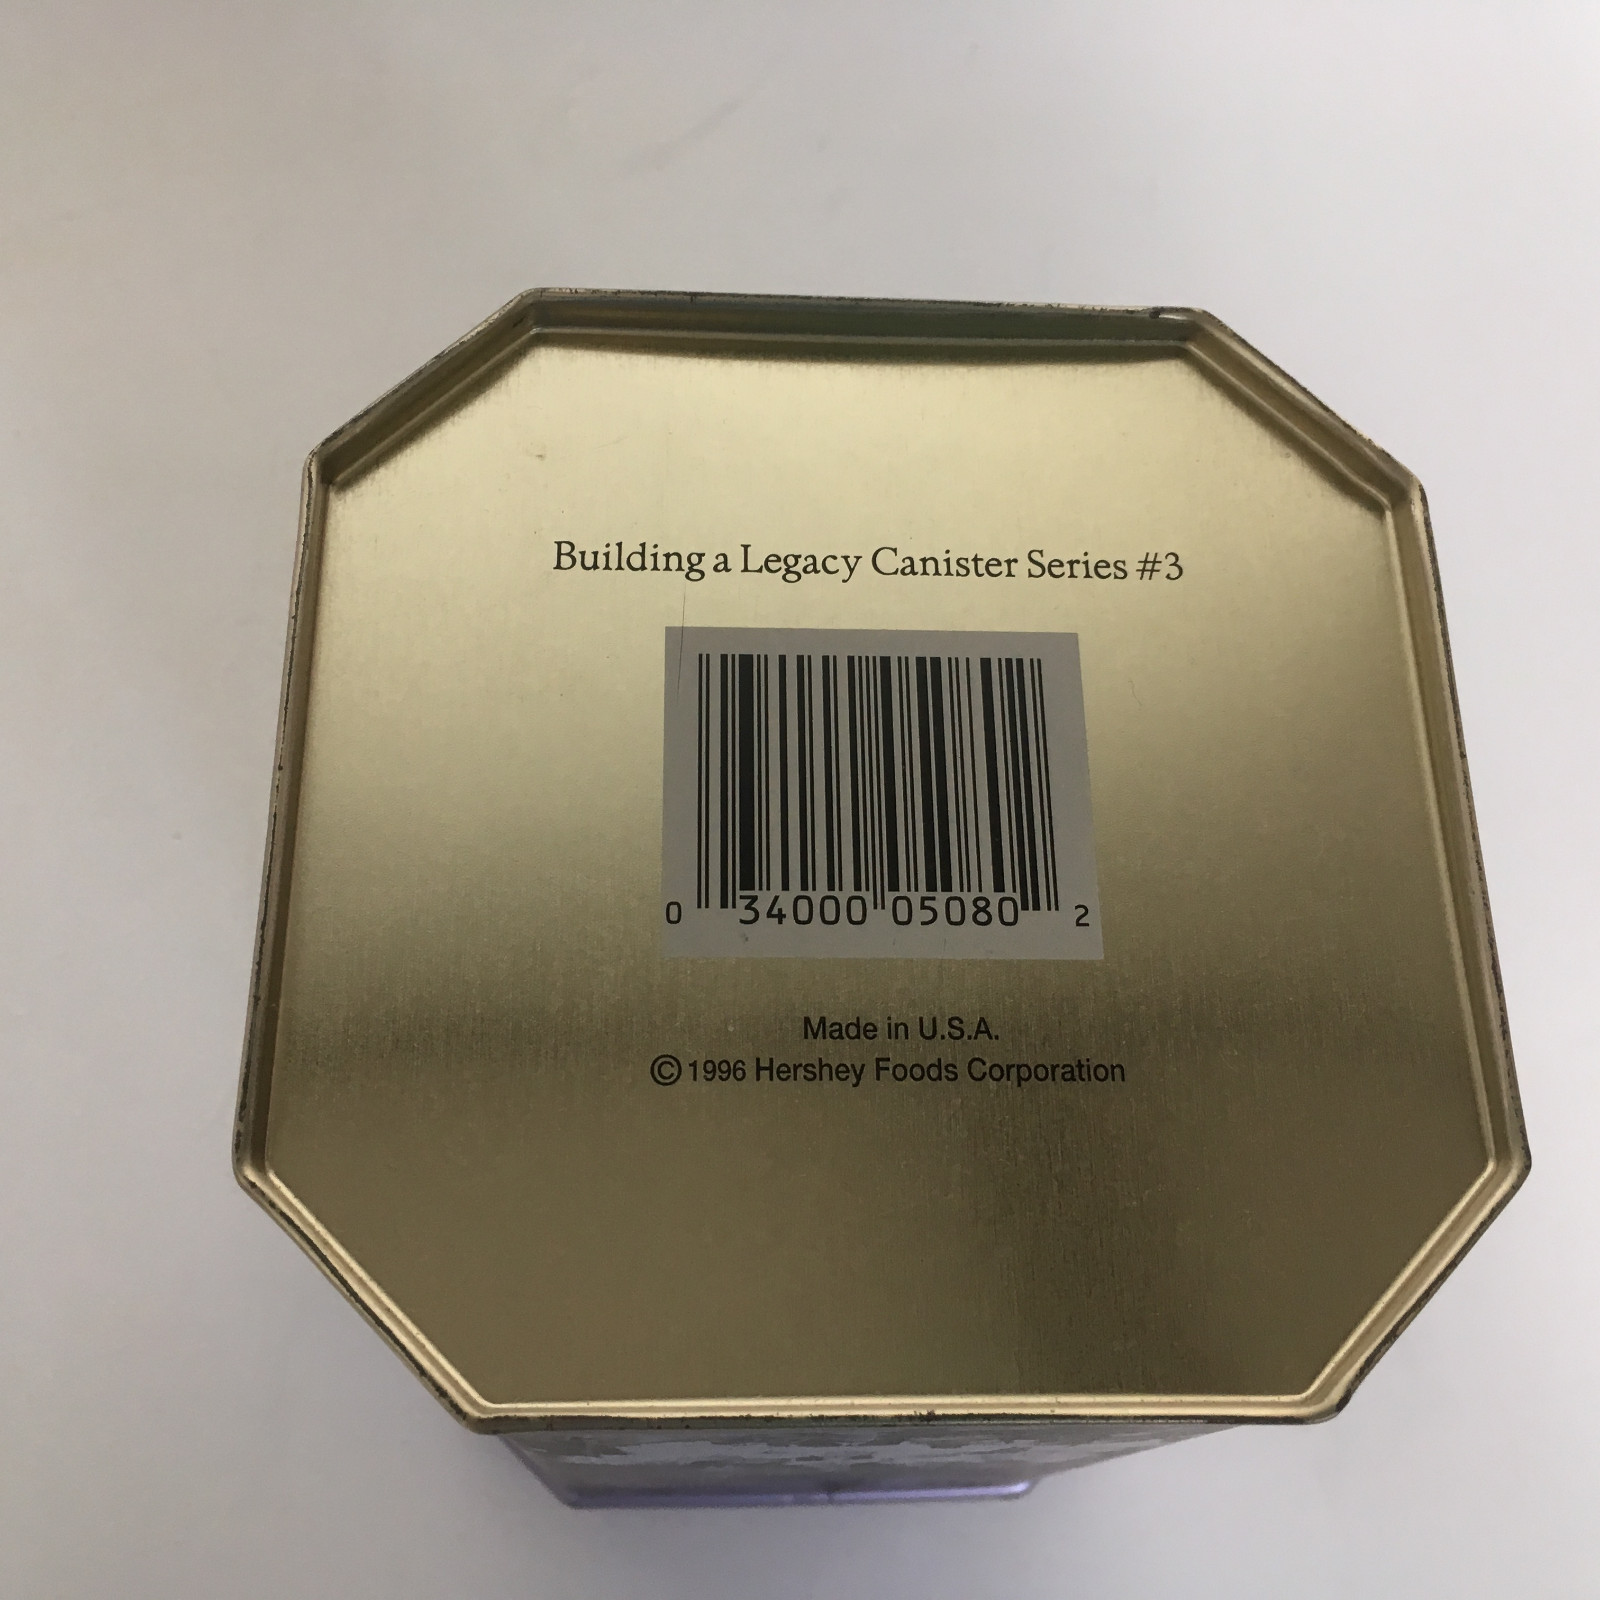 Building a Legacy Canister Series #3
0 34000 05080 2
Made in U.S.A.
© 1996 Hershey Foods Corporation